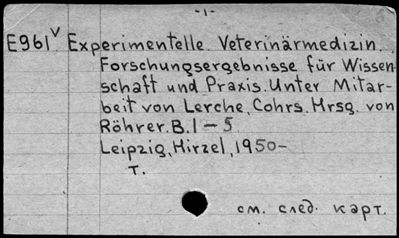 -1-
E961v Experimentelle Veterinärmedizin.
Forschungsergebnisse für Wissen-
schaft und Praxis. Unter Mitar-
beit von Lerche, Cohrs. Hrsg. von
Röhrer. B.1-5.
Leipzig, Hirzel, 1950-
т.
см. след. карт.